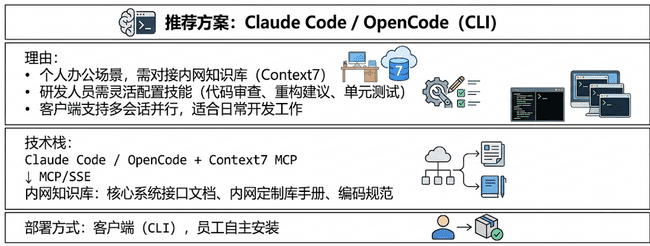 推荐方案：Claude Code / OpenCode（CLI）
理由：
• 个人办公场景，需对接内网知识库（Context7）
• 研发人员需灵活配置技能（代码审查、重构建议、单元测试）
• 客户端支持多会话并行，适合日常开发工作
7
技术栈：
Claude Code / OpenCode + Context7 MCP
↓ MCP/SSE
内网知识库：核心系统接口文档、内网定制库手册、编码规范
部署方式：客户端（CLI），员工自主安装